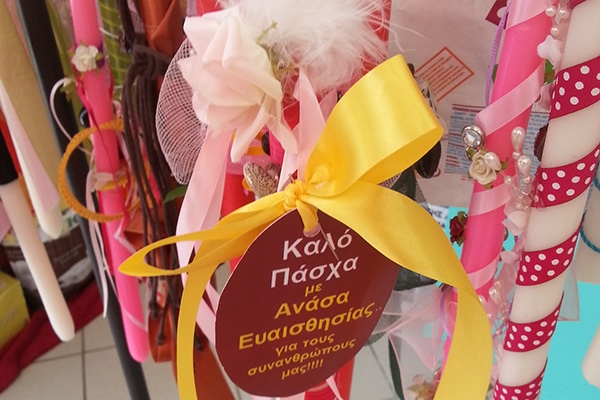 Καλό
Πάσχα
με
Ανάσα
Ευαισθησίας..
για τους
συνανθρώπους
μας!!!!